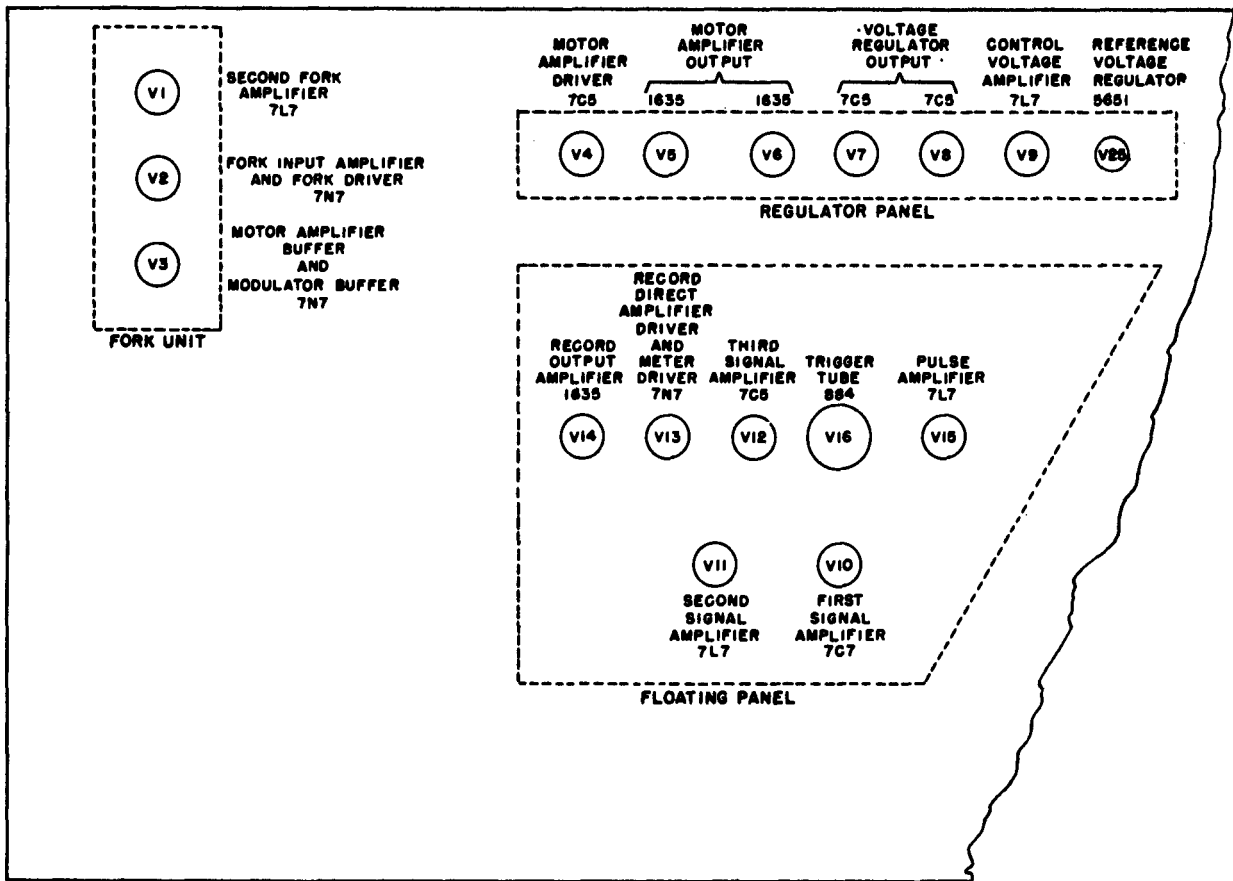 V1
SECOND FORK
AMPLIFIER
7L7
V2
FORK INPUT AMPLIFIER
AND FORK DRIVER
7N7
V3
MOTOR AMPLIFIER
BUFFER
AND
MODULATOR BUFFER
7N7
FORK UNIT
MOTOR
AMPLIFIER
DRIVER
7C5
MOTOR
AMPLIFIER
OUTPUT
1635 1635
VOLTAGE
REGULATOR
OUTPUT
7C5 7C5
CONTROL
VOLTAGE
AMPLIFIER
7L7
REFERENCE
VOLTAGE
REGULATOR
5651
V4 V5 V6 V7 V8 V9 V25
REGULATOR PANEL
RECORD
OUTPUT
AMPLIFIER
1635
RECORD
DIRECT
AMPLIFIER
DRIVER
AND
METER
DRIVER
7N7
THIRD
SIGNAL
AMPLIFIER
7C5
TRIGGER
TUBE
884
PULSE
AMPLIFIER
7L7
V14 V13 V12 V16 V15
V11 V10
SECOND
SIGNAL
AMPLIFIER
7L7
FIRST
SIGNAL
AMPLIFIER
7C7
FLOATING PANEL